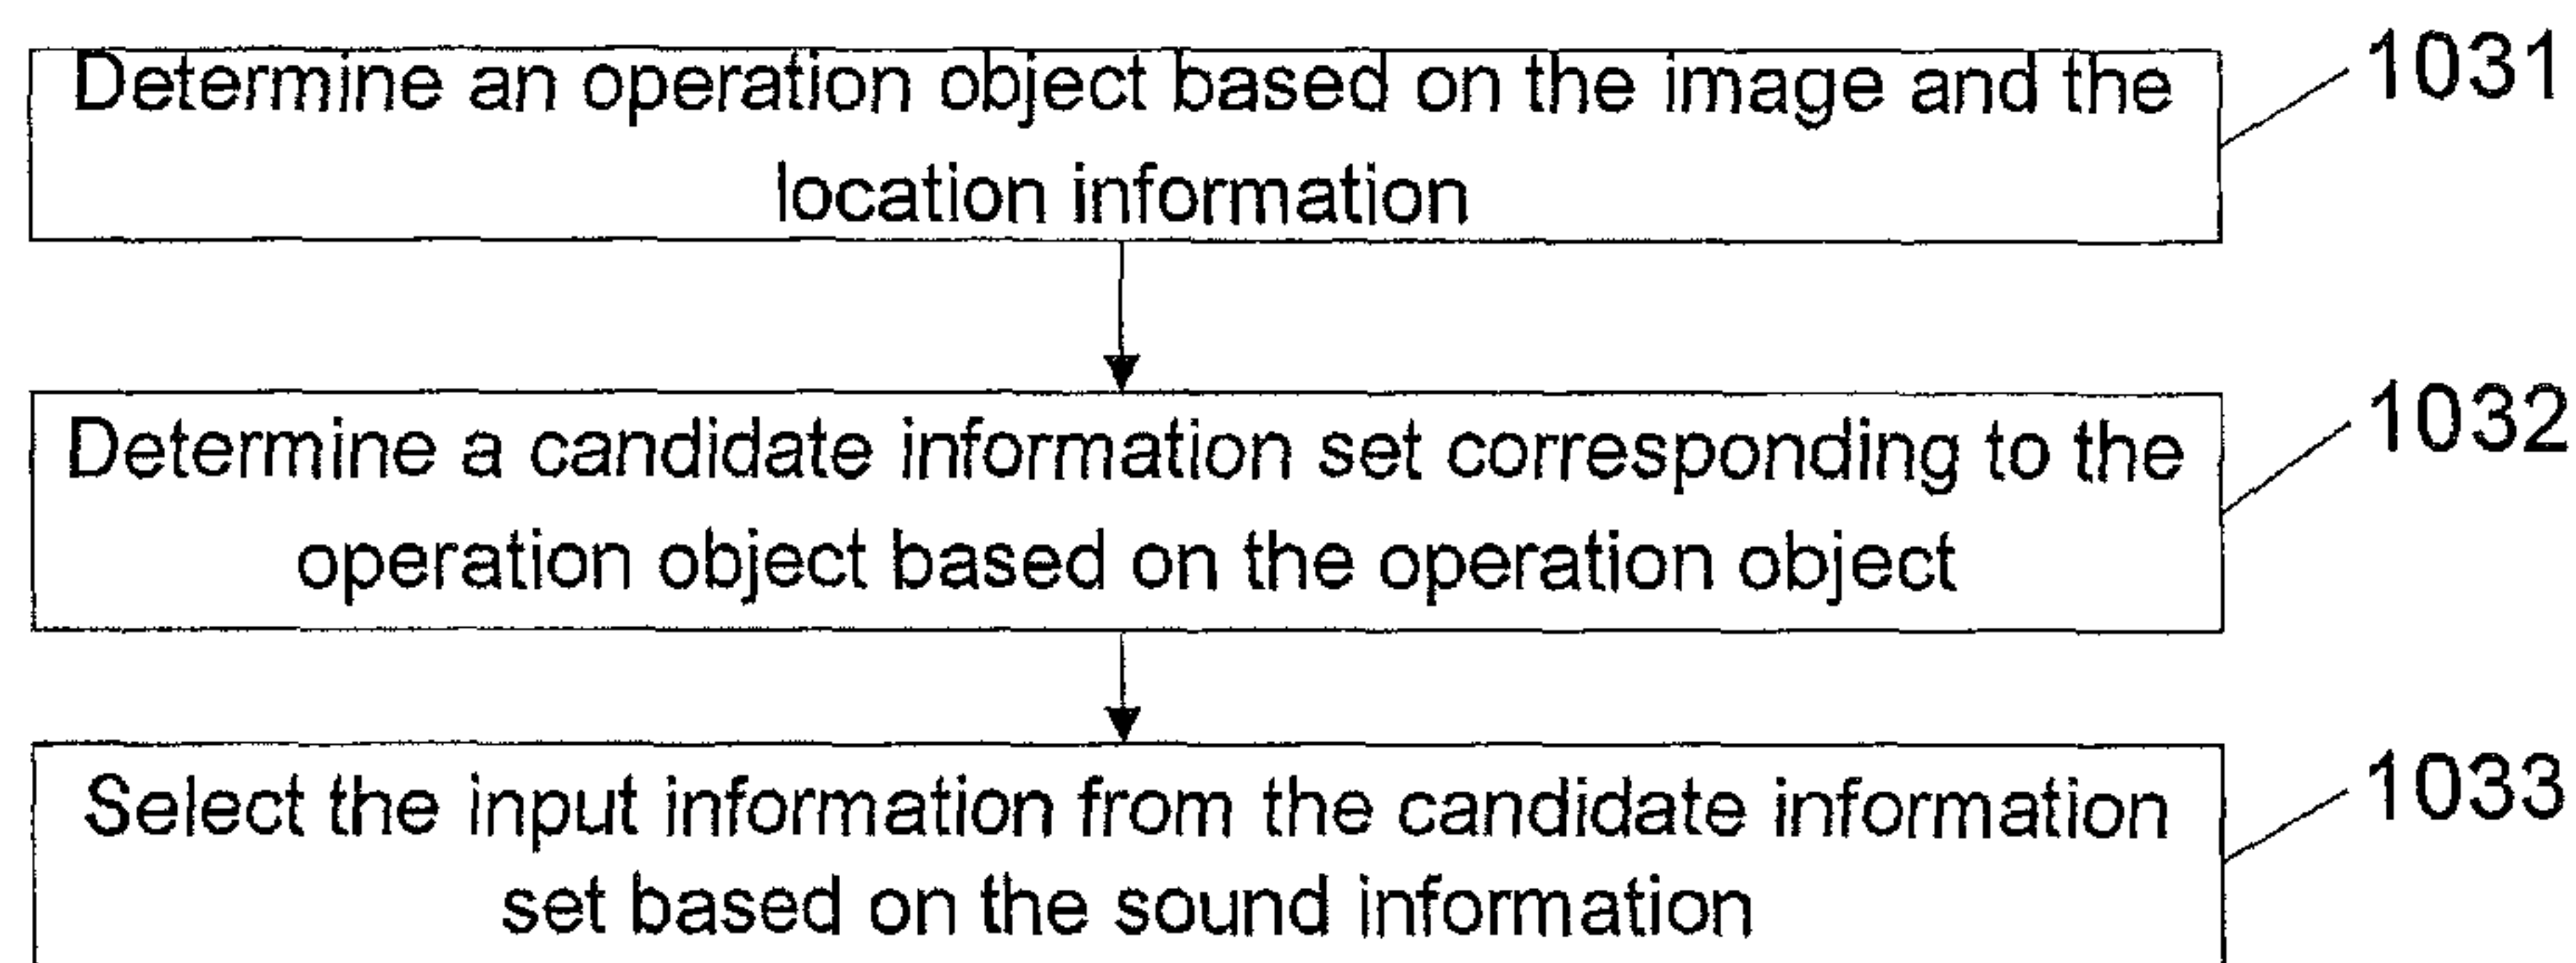 Determine an operation object based on the image and the
location information
1031
Determine a candidate information set corresponding to the
operation object based on the operation object
1032
Select the input information from the candidate information
set based on the sound information
1033